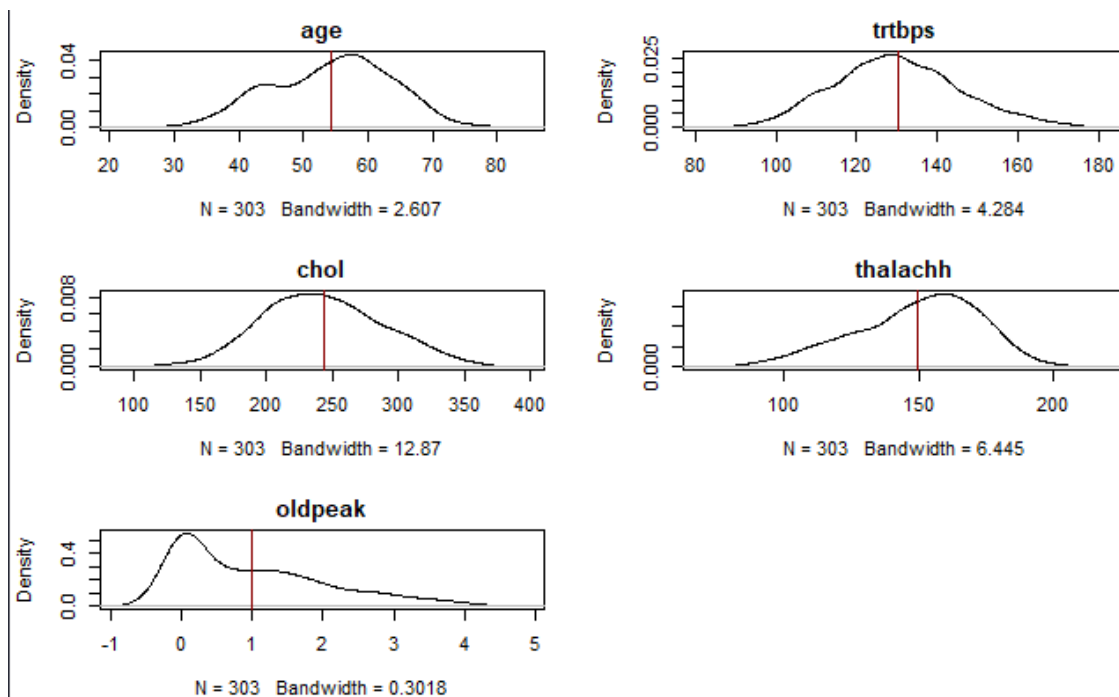 age
Density
0.00 0.04
20 30 40 50 60 70 80
N = 303 Bandwidth = 2.607
trtbps
Density
0.000 0.025
80 100 120 140 160 180
N = 303 Bandwidth = 4.284
chol
Density
0.000 0.008
100 150 200 250 300 350 400
N = 303 Bandwidth = 12.87
thalachh
Density
0.000
100 150 200
N = 303 Bandwidth = 6.445
oldpeak
Density
0.0 0.4
-1 0 1 2 3 4 5
N = 303 Bandwidth = 0.3018